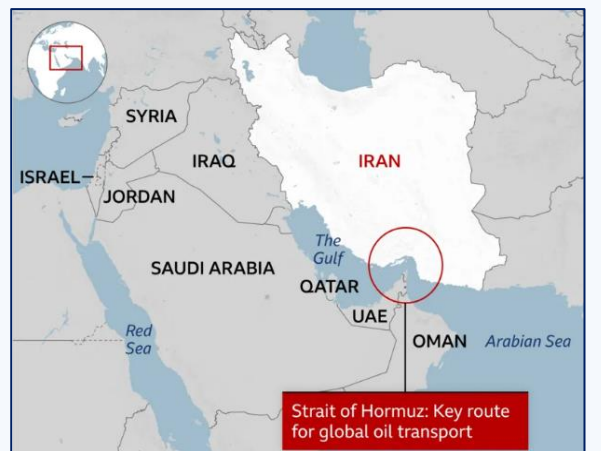 SYRIA
ISRAEL
IRAQ
IRAN
JORDAN
The
Gulf
SAUDI ARABIA
QATAR
UAE
Red
Sea
OMAN
Arabian Sea
Strait of Hormuz: Key route
for global oil transport